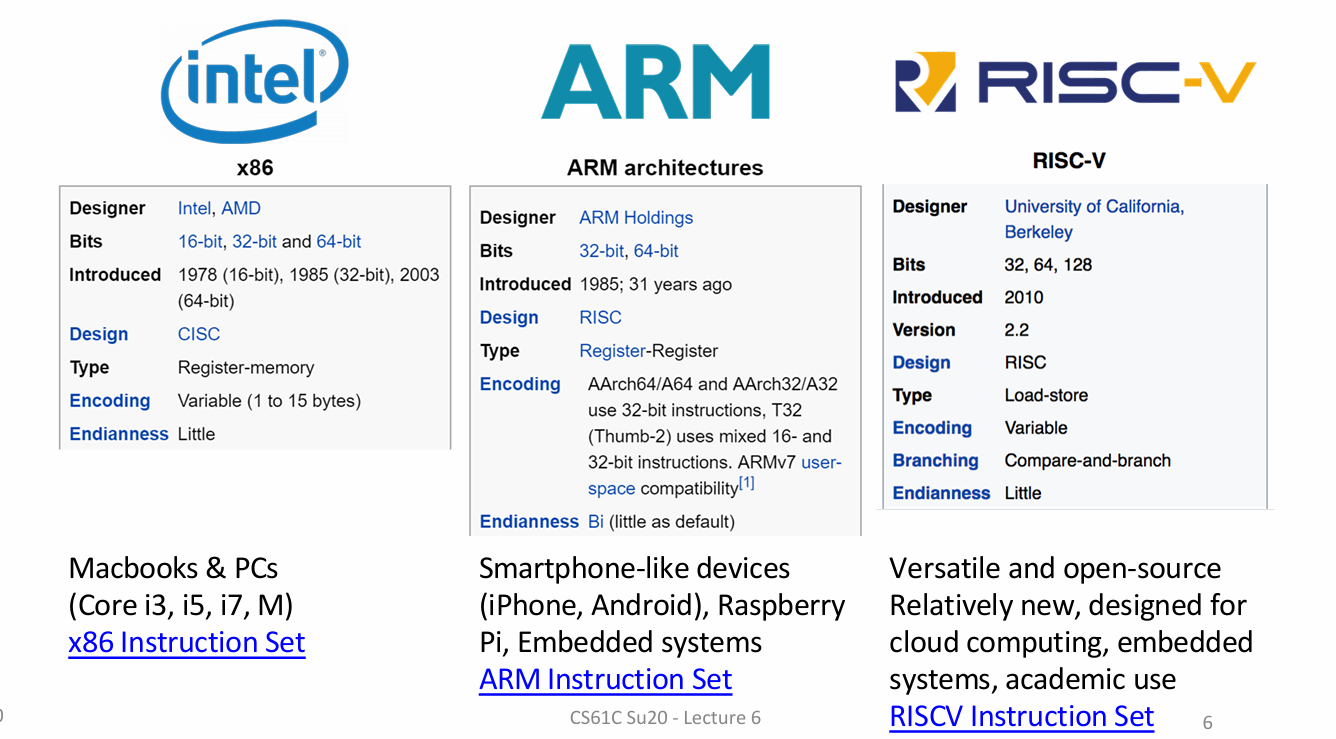 intel®
x86
Designer Intel, AMD
Bits 16-bit, 32-bit and 64-bit
Introduced 1978 (16-bit), 1985 (32-bit), 2003
(64-bit)
Design CISC
Type Register-memory
Encoding Variable (1 to 15 bytes)
Endianness Little
Macbooks & PCs
(Core i3, i5, i7, M)
x86 Instruction Set
ARM
ARM architectures
Designer ARM Holdings
Bits 32-bit, 64-bit
Introduced 1985; 31 years ago
Design RISC
Type Register-Register
Encoding AArch64/A64 and AArch32/A32
use 32-bit instructions, T32
(Thumb-2) uses mixed 16- and
32-bit instructions. ARMv7 user-
space compatibility[1]
Endianness Bi (little as default)
Smartphone-like devices
(iPhone, Android), Raspberry
Pi, Embedded systems
ARM Instruction Set
RISC-V
RISC-V
Designer University of California,
Berkeley
Bits 32, 64, 128
Introduced 2010
Version 2.2
Design RISC
Type Load-store
Encoding Variable
Branching Compare-and-branch
Endianness Little
Versatile and open-source
Relatively new, designed for
cloud computing, embedded
systems, academic use
RISCV Instruction Set
0
CS61C Su20 - Lecture 6
6